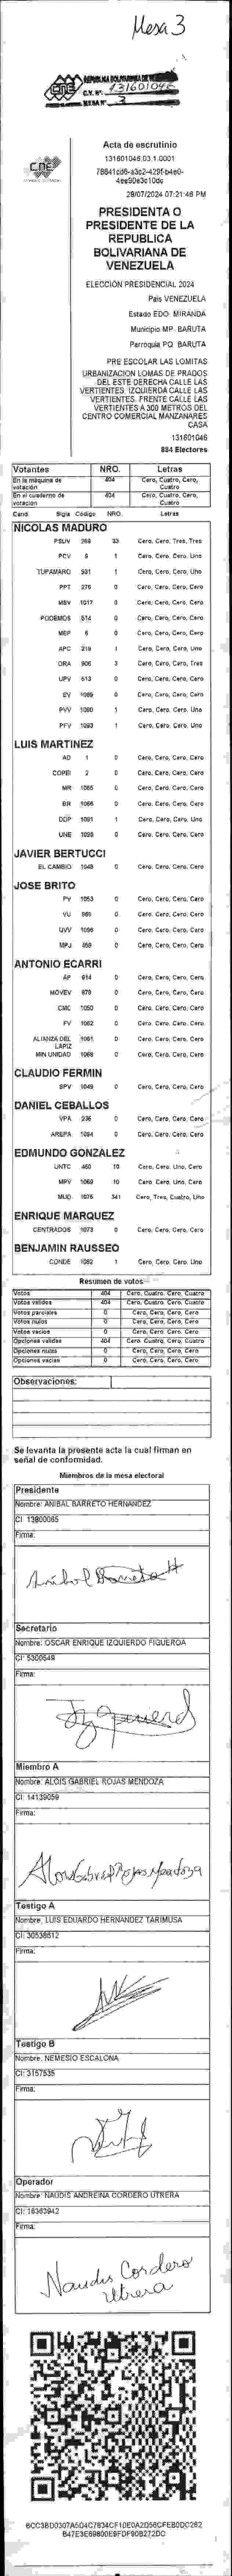 Mesa 3
CNE
REPÚBLICA BOLIVARIANA DE
C.V. Nº: 131601046
MESA Nº 3
CNE
Acta de escrutinio
131601046.03.1.0001
28/07/2024 07:21:46 PM
PRESIDENTA O
PRESIDENTE DE LA
REPUBLICA
BOLIVARIANA DE
VENEZUELA
ELECCIÓN PRESIDENCIAL 2024
País VENEZUELA
Estado EDO. MIRANDA
Municipio MP. BARUTA
Parroquia PQ. BARUTA
PRE ESCOLAR LAS LOMITAS
URBANIZACION LOMAS DE PRADOS
DEL ESTE DERECHA CALLE LAS
VERTIENTES. IZQUIERDA CALLE LAS
VERTIENTES. FRENTE CALLE LAS
VERTIENTES A 300 METROS DEL
CENTRO COMERCIAL MANZANARES
CASA
131601046
884 Electores
Votantes NRO. Letras
En la máquina de votación 404 Cero, Cuatro, Cero, Cuatro
En el cuaderno de votación 404 Cero, Cuatro, Cero, Cuatro
Cand. Sigla Código NRO. Letras
NICOLAS MADURO
PSUV 268 33 Cero, Cero, Tres, Tres
PCV 9 1 Cero, Cero, Cero, Uno
TUPAMARO 931 1 Cero, Cero, Cero, Uno
PPT 276 0 Cero, Cero, Cero, Cero
MSV 1017 0 Cero, Cero, Cero, Cero
PODEMOS 514 0 Cero, Cero, Cero, Cero
MEP 6 0 Cero, Cero, Cero, Cero
APC 219 1 Cero, Cero, Cero, Uno
ORA 906 3 Cero, Cero, Cero, Tres
UPV 613 0 Cero, Cero, Cero, Cero
EV 1089 0 Cero, Cero, Cero, Cero
PVV 1090 1 Cero, Cero, Cero, Uno
PFV 1093 1 Cero, Cero, Cero, Uno
LUIS MARTINEZ
AD 1 0 Cero, Cero, Cero, Cero
COPEI 2 0 Cero, Cero, Cero, Cero
MR 1085 0 Cero, Cero, Cero, Cero
BR 1086 0 Cero, Cero, Cero, Cero
DDP 1091 1 Cero, Cero, Cero, Uno
UNE 0 Cero, Cero, Cero, Cero
JAVIER BERTUCCI
EL CAMBIO 1048 0 Cero, Cero, Cero, Cero
JOSE BRITO
PV 1053 0 Cero, Cero, Cero, Cero
VU 0 Cero, Cero, Cero, Cero
UVV 1096 0 Cero, Cero, Cero, Cero
MPJ 0 Cero, Cero, Cero, Cero
ANTONIO ECARRI
AP 914 0 Cero, Cero, Cero, Cero
MOVEV 879 0 Cero, Cero, Cero, Cero
CMC 1050 0 Cero, Cero, Cero, Cero
FV 1062 0 Cero, Cero, Cero, Cero
ALIANZA DEL LAPIZ 1061 0 Cero, Cero, Cero, Cero
MIN UNIDAD 1068 0 Cero, Cero, Cero, Cero
CLAUDIO FERMIN
SPV 1049 0 Cero, Cero, Cero, Cero
DANIEL CEBALLOS
VPA 236 0 Cero, Cero, Cero, Cero
AREPA 1094 0 Cero, Cero, Cero, Cero
EDMUNDO GONZALEZ
UNTC 460 10 Cero, Cero, Uno, Cero
MPV 1069 10 Cero, Cero, Uno, Cero
MUD 1076 341 Cero, Tres, Cuatro, Uno
ENRIQUE MARQUEZ
CENTRADOS 1073 0 Cero, Cero, Cero, Cero
BENJAMIN RAUSSEO
CONDE 1082 1 Cero, Cero, Cero, Uno
Resumen de votos
Votos 404 Cero, Cuatro, Cero, Cuatro
Votos válidos 404 Cero, Cuatro, Cero, Cuatro
Votos parciales 0 Cero, Cero, Cero, Cero
Votos nulos 0 Cero, Cero, Cero, Cero
Votos vacíos 0 Cero, Cero, Cero, Cero
Opciones válidas 404 Cero, Cuatro, Cero, Cuatro
Opciones nulas 0 Cero, Cero, Cero, Cero
Opciones vacías 0 Cero, Cero, Cero, Cero
Observaciones:
Se levanta la presente acta la cual firman en
señal de conformidad.
Miembros de la mesa electoral
Presidente
Nombre: ANIBAL BARRETO HERNANDEZ
CI: 13800065
Firma:
Anibal Barreto H
Secretario
Nombre: OSCAR ENRIQUE IZQUIERDO FIGUEROA
CI: 5300549
Firma:
Miembro A
Nombre: ALOIS GABRIEL ROJAS MENDOZA
CI: 14139059
Firma:
Alois Gabriel Rojas Mendoza
Testigo A
Nombre: LUIS EDUARDO HERNANDEZ TARIMUSA
CI: 30536612
Firma:
Testigo B
Nombre: NEMESIO ESCALONA
CI: 3157535
Firma:
Operador
Nombre: NAUDIS ANDREINA CORDERO UTRERA
CI: 16363942
Firma:
Naudis Cordero
Utrera